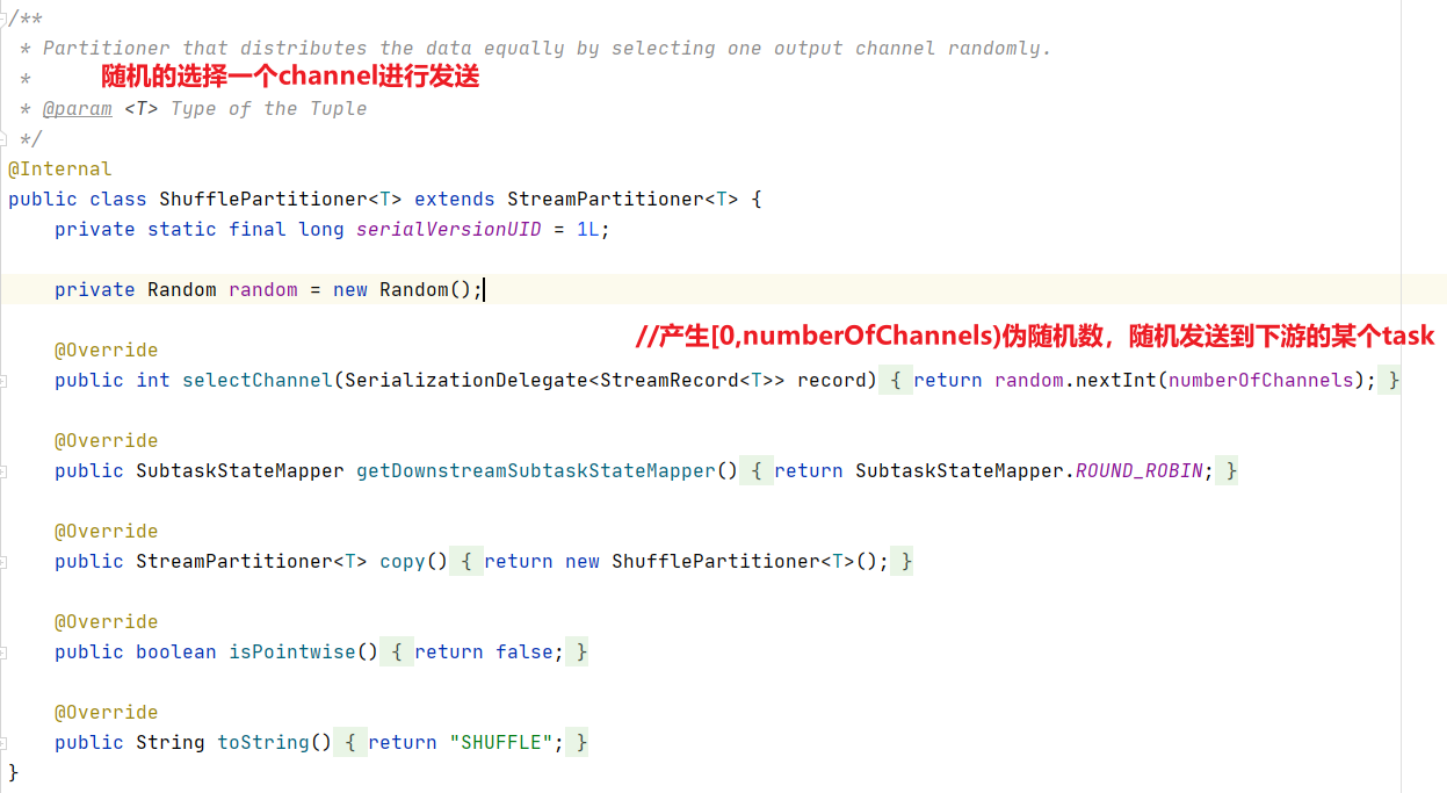 /**
* Partitioner that distributes the data equally by selecting one output channel randomly.
* 随机的选择一个channel进行发送
* @param <T> Type of the Tuple
*/
@Internal
public class ShufflePartitioner<T> extends StreamPartitioner<T> {
private static final long serialVersionUID = 1L;
private Random random = new Random();
//产生[0,numberOfChannels)伪随机数，随机发送到下游的某个task
@Override
public int selectChannel(SerializationDelegate<StreamRecord<T>> record) { return random.nextInt(numberOfChannels); }
@Override
public SubtaskStateMapper getDownstreamSubtaskStateMapper() { return SubtaskStateMapper.ROUND_ROBIN; }
@Override
public StreamPartitioner<T> copy() { return new ShufflePartitioner<T>(); }
@Override
public boolean isPointwise() { return false; }
@Override
public String toString() { return "SHUFFLE"; }
}